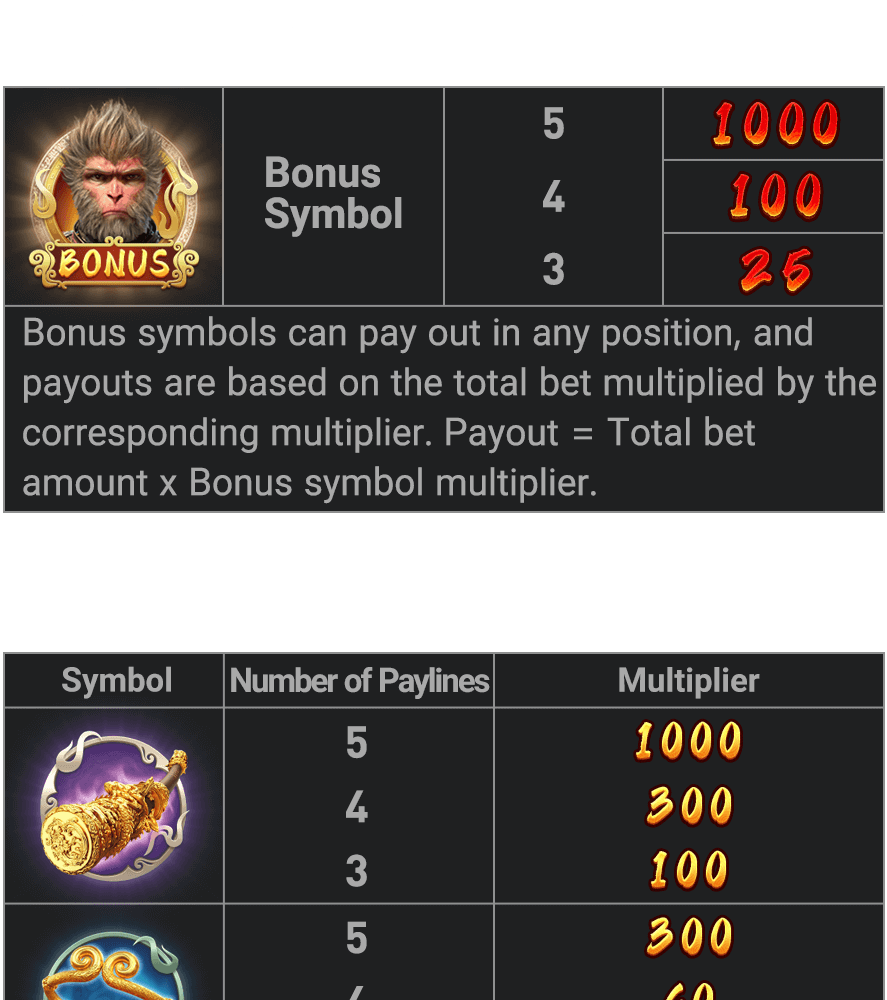 BONUS
Bonus
Symbol
5 1000
4 100
3 25
Bonus symbols can pay out in any position, and
payouts are based on the total bet multiplied by the
corresponding multiplier. Payout = Total bet
amount x Bonus symbol multiplier.
Symbol Number of Paylines Multiplier
5 1000
4 300
3 100
5 300